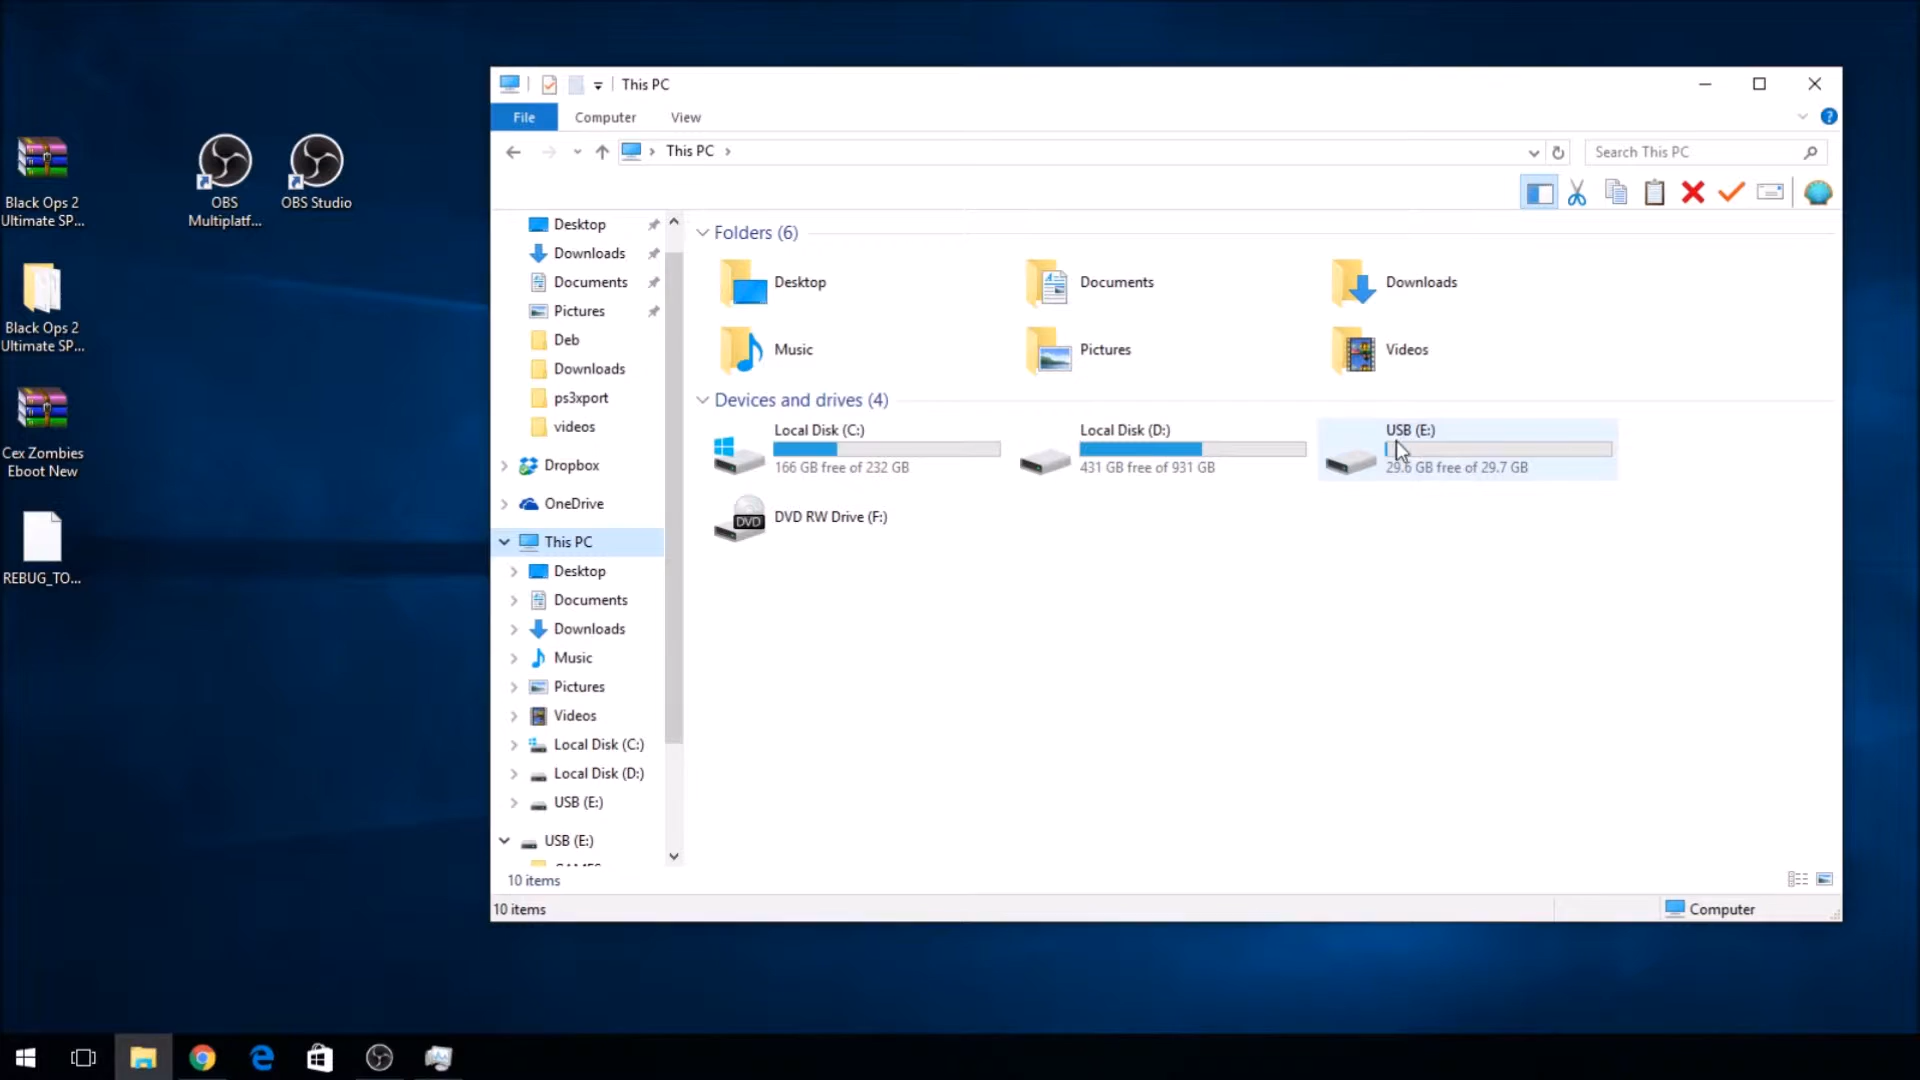 This PC
File
Computer
View
This PC
Search This PC
Black Ops 2
Ultimate SP...
OBS
Multiplatf...
OBS Studio
Black Ops 2
Ultimate SP...
Cex Zombies
Eboot New
REBUG_TO...
Desktop
Downloads
Documents
Pictures
Deb
Downloads
ps3xport
videos
Dropbox
OneDrive
This PC
Desktop
Documents
Downloads
Music
Pictures
Videos
Local Disk (C:)
Local Disk (D:)
USB (E:)
USB (E:)
Folders (6)
Desktop
Documents
Downloads
Music
Pictures
Videos
Devices and drives (4)
Local Disk (C:)
166 GB free of 232 GB
Local Disk (D:)
431 GB free of 931 GB
USB (E:)
29.6 GB free of 29.7 GB
DVD
DVD RW Drive (F:)
10 items
10 items
Computer